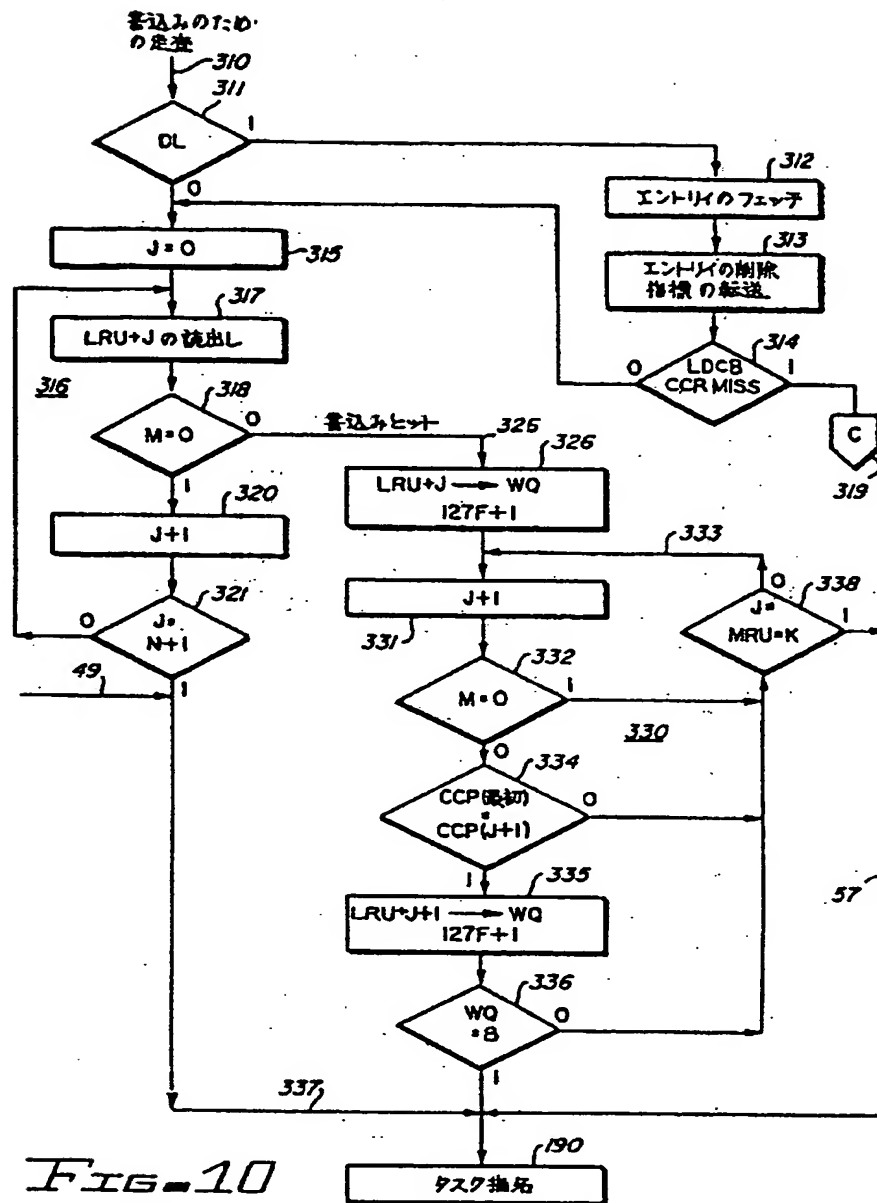 書込みのため
の走査
310
311
DL
1
0
312
エントリイのフェッチ
313
エントリイの削除
指標の転送
314
LDCB
CCR MISS
0
1
C
319
J=0
315
317
LRU+Jの読出し
316
318
M=0
0
1
書込みヒット
325
326
LRU+J → WQ
127F+1
320
J+1
321
J=
N+1
0
1
49
333
J+1
331
338
J=
MRU=K
0
1
332
M=0
1
0
330
334
CCP(最初)
=
CCP(J+1)
0
1
335
LRU+J+1 → WQ
127F+1
57
336
WQ
=8
0
1
337
190
タスク指名
FIG-10